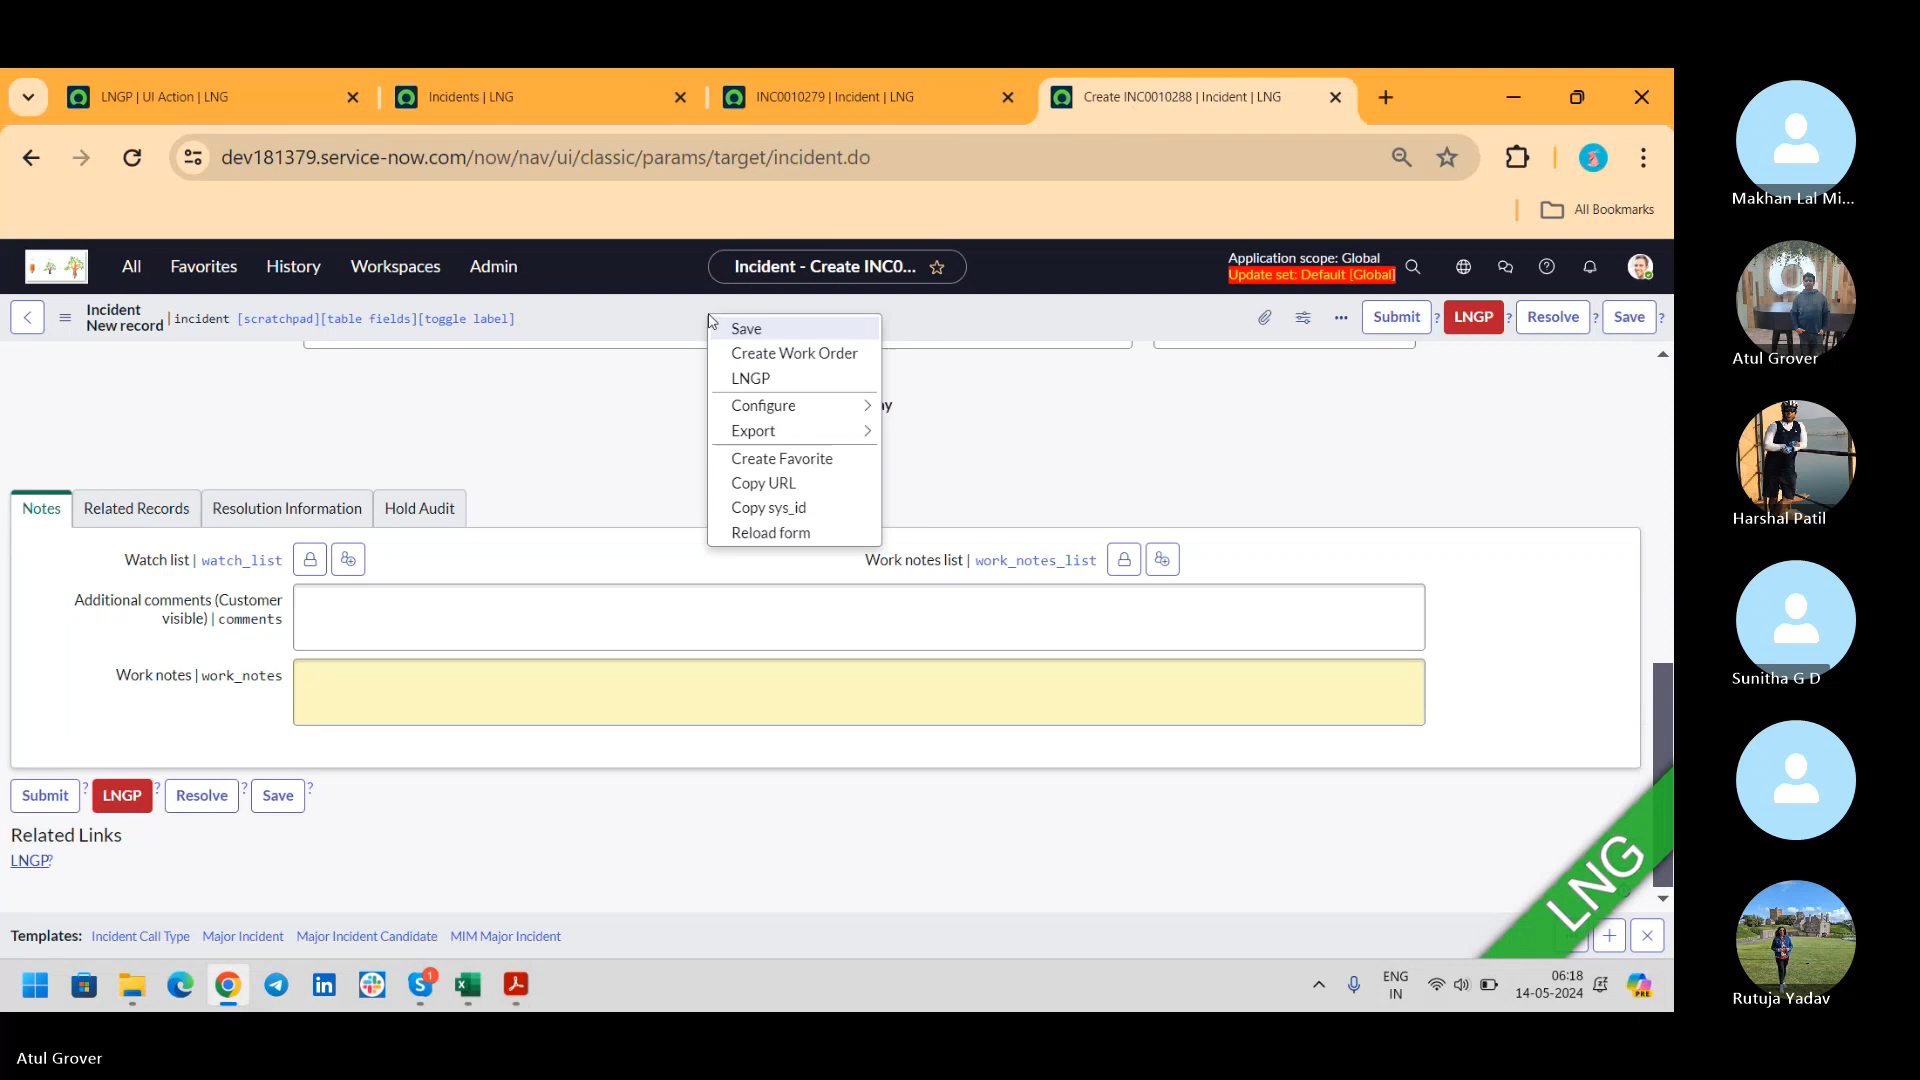 LNGP | UI Action | LNG
Incidents | LNG
INC0010279 | Incident | LNG
Create INC0010288 | Incident | LNG
dev181379.service-now.com/now/nav/ui/classic/params/target/incident.do
All Bookmarks
All
Favorites
History
Workspaces
Admin
Incident - Create INC0...
Application scope: Global
Update set: Default [Global]
Incident
New record
incident [scratchpad][table fields][toggle label]
Submit ?
LNGP ?
Resolve ?
Save ?
Save
Create Work Order
LNGP
Configure
Export
Create Favorite
Copy URL
Copy sys_id
Reload form
Notes
Related Records
Resolution Information
Hold Audit
Watch list | watch_list
Work notes list | work_notes_list
Additional comments (Customer
visible) | comments
Work notes | work_notes
Submit ?
LNGP ?
Resolve ?
Save ?
Related Links
LNGP?
LNG
Templates: Incident Call Type Major Incident Major Incident Candidate MIM Major Incident
1
ENG
IN
06:18
14-05-2024
PRE
Makhan Lal Mi...
Atul Grover
Harshal Patil
Sunitha G D
Rutuja Yadav
Atul Grover